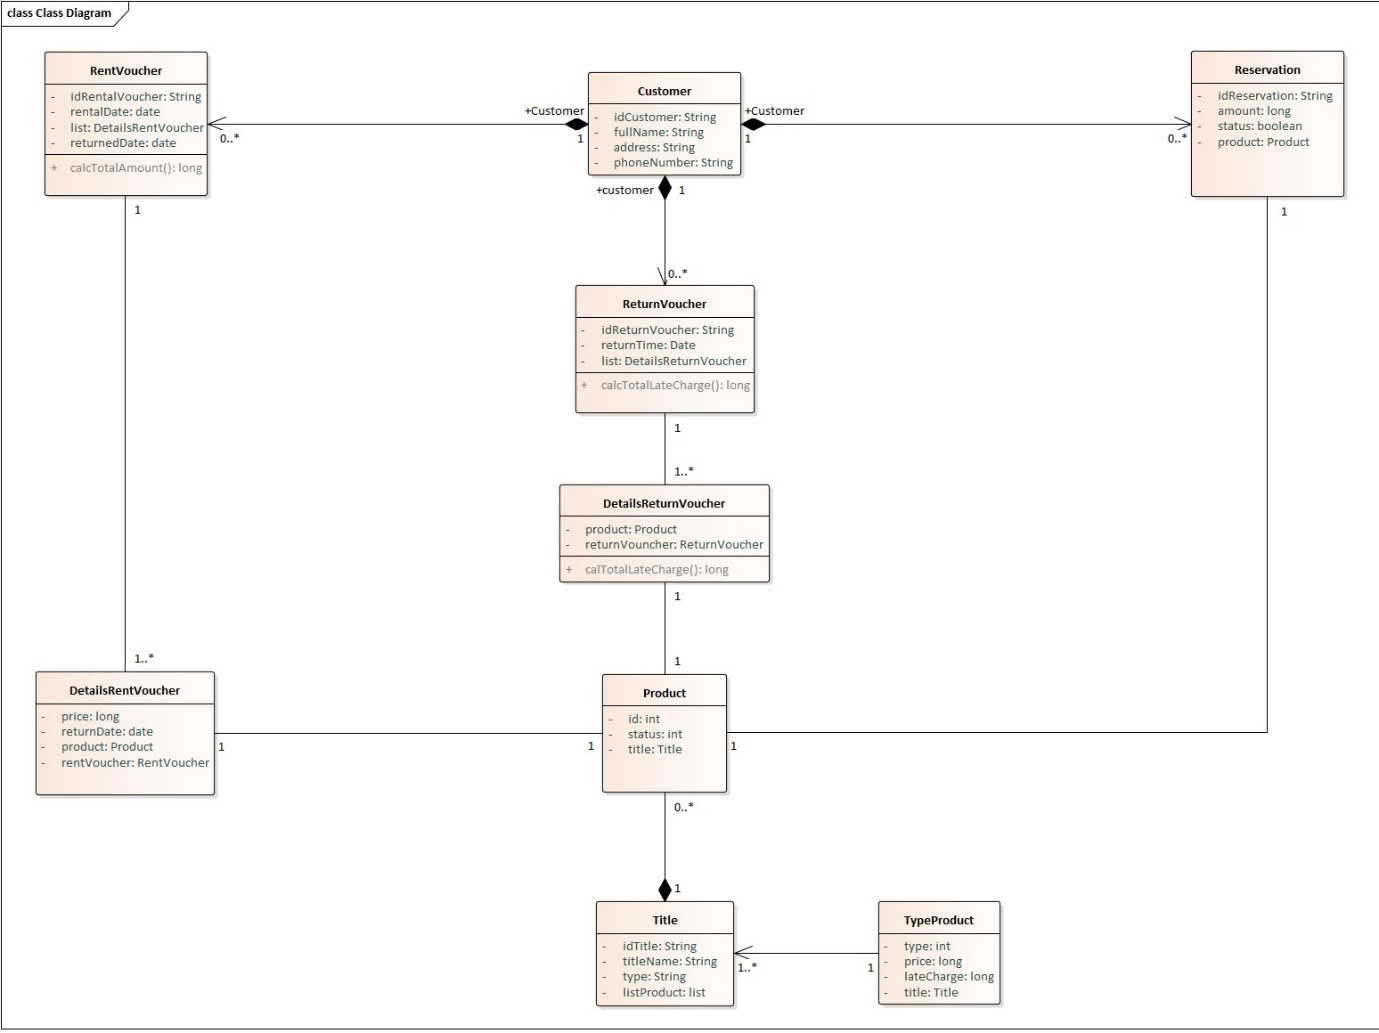 class Class Diagram
RentVoucher
- idRentalVoucher: String
- rentalDate: date
- list: DetailsRentVoucher
- returnedDate: date
+ calcTotalAmount(): long
+Customer
0..*
1
Customer
- idCustomer: String
- fullName: String
- address: String
- phoneNumber: String
+Customer
1
0..*
Reservation
- idReservation: String
- amount: long
- status: boolean
- product: Product
+customer
1
1
1
0..*
ReturnVoucher
- idReturnVoucher: String
- returnTime: Date
- list: DetailsReturnVoucher
+ calcTotalLateCharge(): long
1
1..*
DetailsReturnVoucher
- product: Product
- returnVouncher: ReturnVoucher
+ calTotalLateCharge(): long
1
1..*
1
DetailsRentVoucher
- price: long
- returnDate: date
- product: Product
- rentVoucher: RentVoucher
1
1
Product
- id: int
- status: int
- title: Title
1
0..*
1
Title
- idTitle: String
- titleName: String
- type: String
- listProduct: list
1..*
1
TypeProduct
- type: int
- price: long
- lateCharge: long
- title: Title